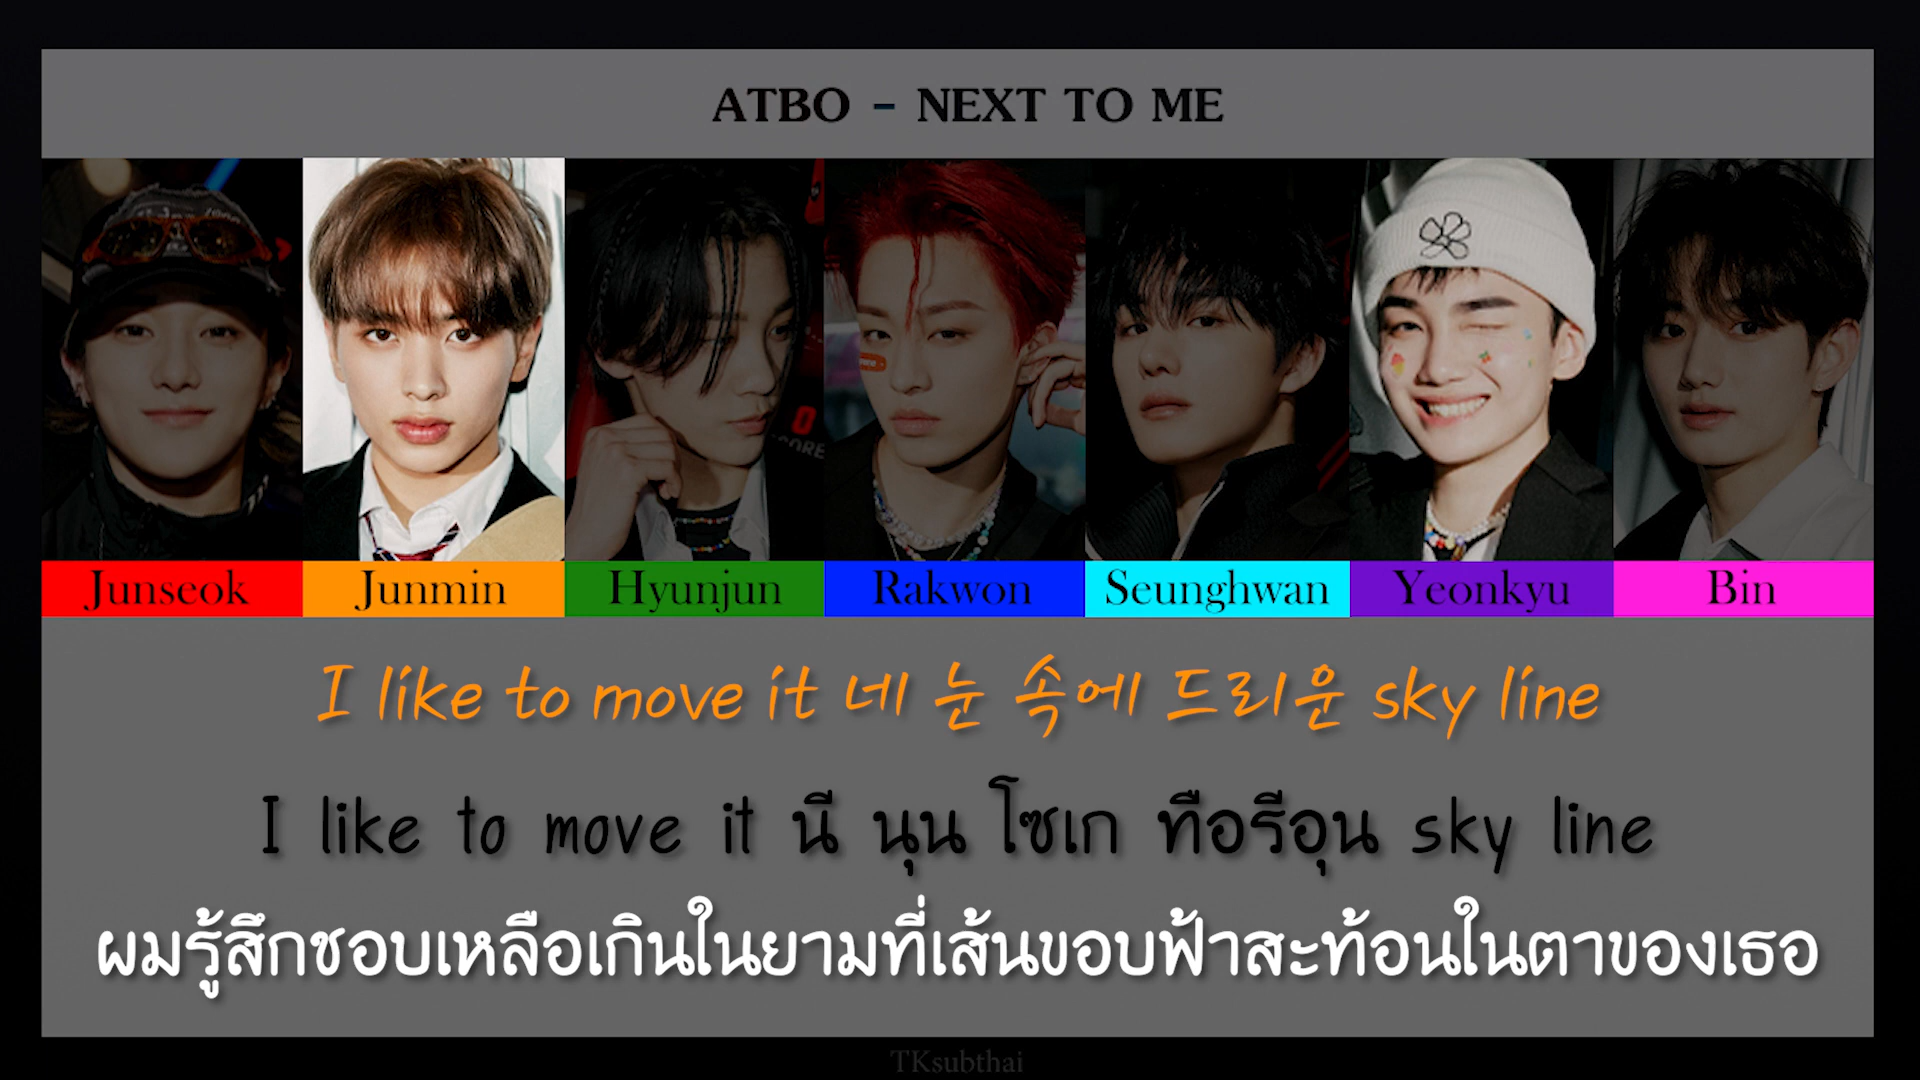 ATBO - NEXT TO ME
Junseok Junmin Hyunjun Rakwon Seunghwan Yeonkyu Bin
I like to move it 네 눈 속에 드리운 sky line
I like to move it นี นุน โซเก ทือรีอุน sky line
ผมรู้สึกชอบเหลือเกินในยามที่เส้นขอบฟ้าสะท้อนในตาของเธอ
TKsubthai